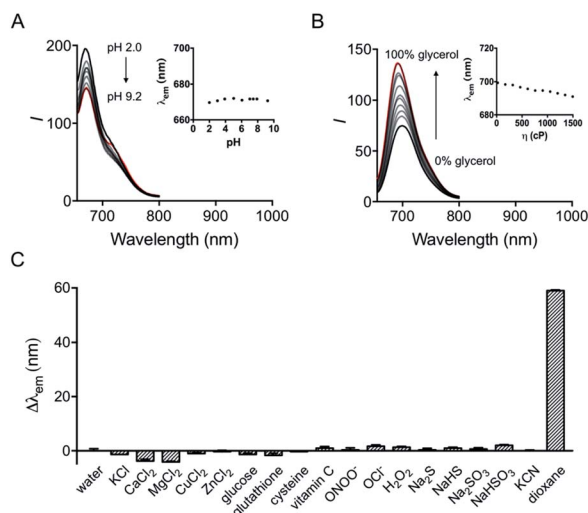 A
200
150
100
50
0
I
700
800
900
1000
Wavelength (nm)
pH 2.0
pH 9.2
700
680
660
λem (nm)
0
2
4
6
8
10
pH
B
150
100
50
0
I
700
800
900
1000
Wavelength (nm)
100% glycerol
0% glycerol
720
700
680
λem (nm)
0
500
1000
1500
η (cP)
C
60
40
20
0
Δλem (nm)
water
KCl
CaCl2
MgCl2
CuCl2
ZnCl2
glucose
glutathione
cysteine
vitamin C
ONOO-
OCl-
H2O2
Na2S
NaHS
Na2SO3
NaHSO3
KCN
dioxane